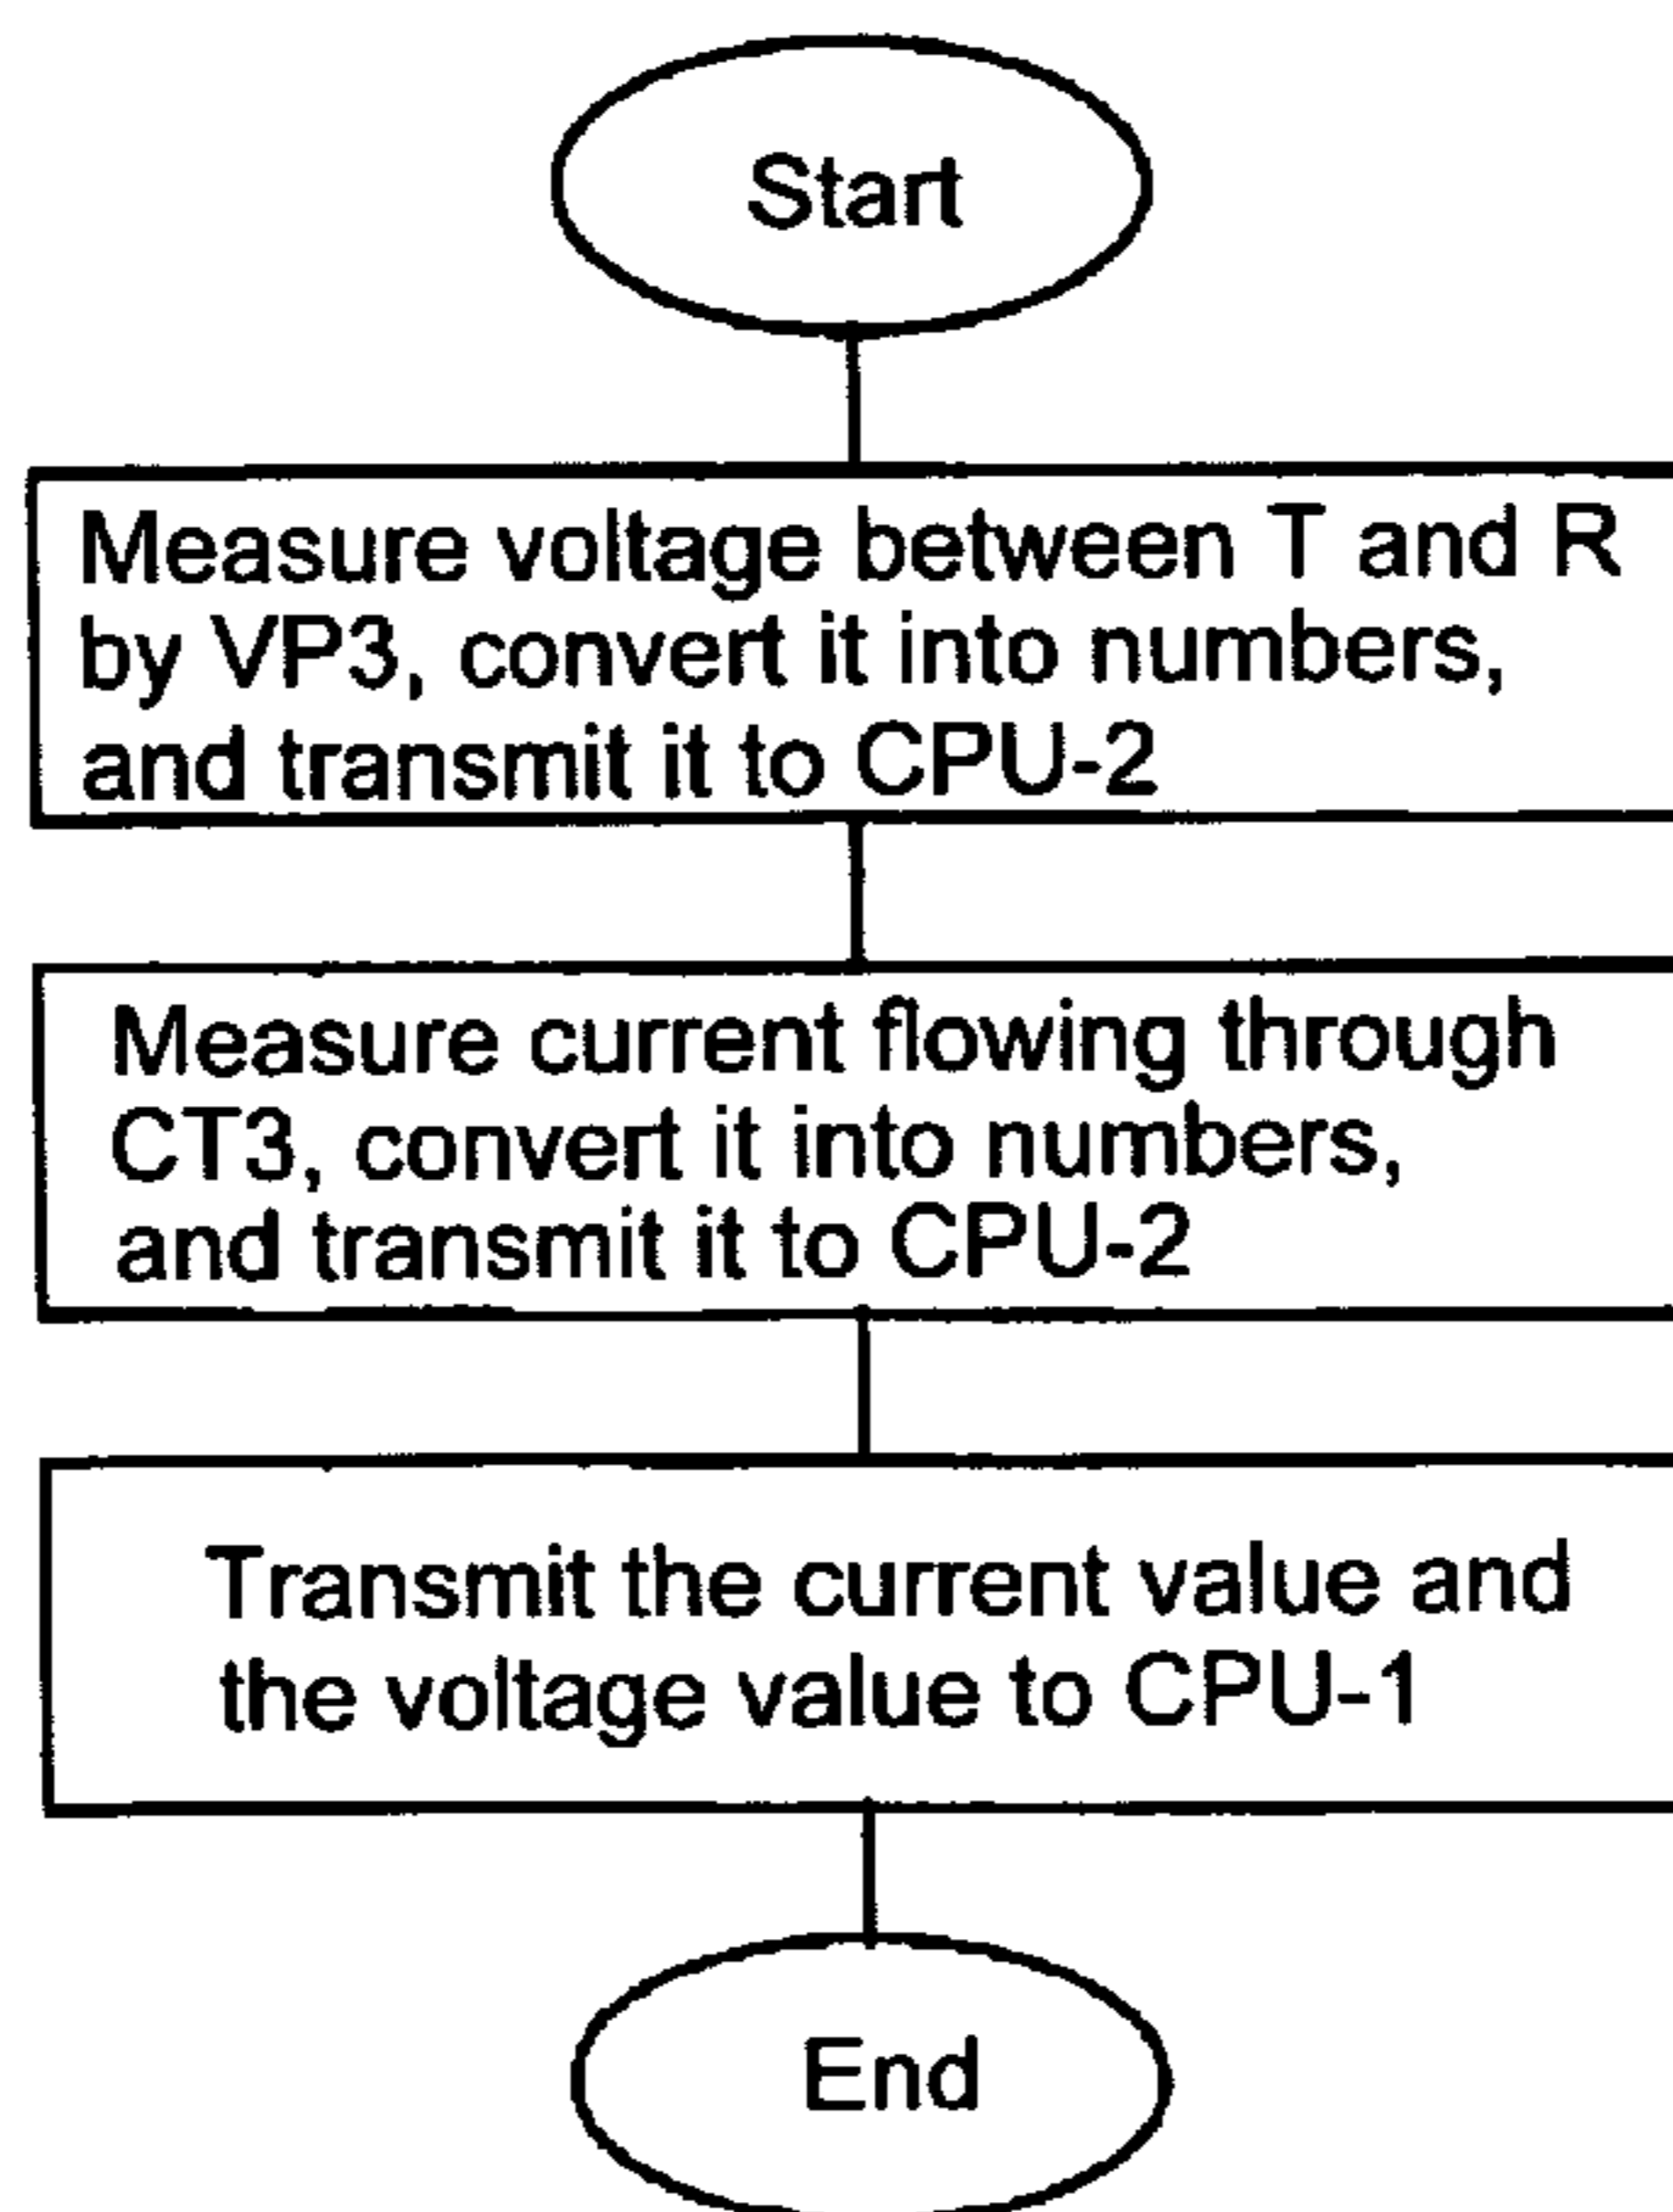 Start
Measure voltage between T and R
by VP3, convert it into numbers,
and transmit it to CPU-2
Measure current flowing through
CT3, convert it into numbers,
and transmit it to CPU-2
Transmit the current value and
the voltage value to CPU-1
End